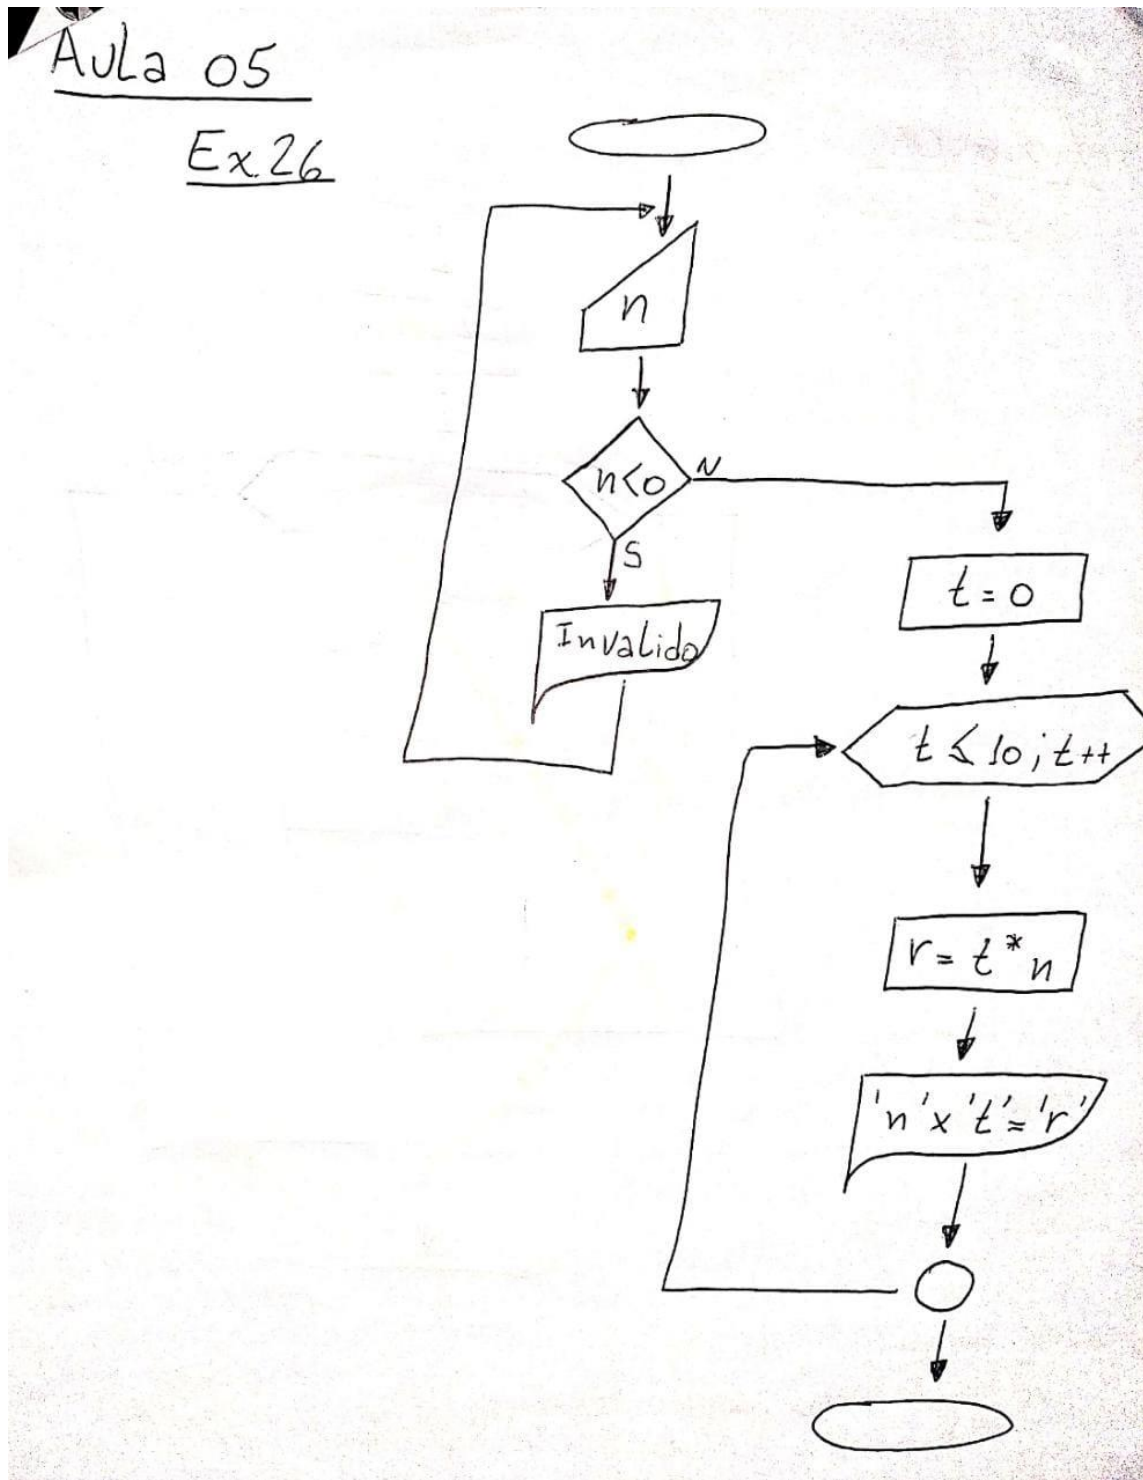 Aula 05
Ex. 26
n
n<0
N
S
Invalido
t = 0
t ≤ 10; t++
r = t * n
'n' x 't' = 'r'